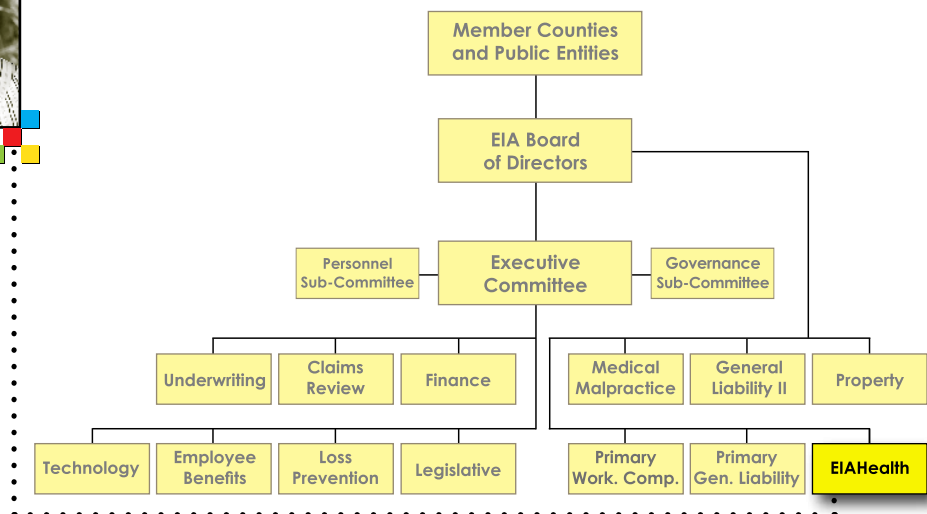 Member Counties
and Public Entities
EIA Board
of Directors
Personnel
Sub-Committee
Executive
Committee
Governance
Sub-Committee
Underwriting
Claims
Review
Finance
Medical
Malpractice
General
Liability II
Property
Technology
Employee
Benefits
Loss
Prevention
Legislative
Primary
Work. Comp.
Primary
Gen. Liability
EIAHealth